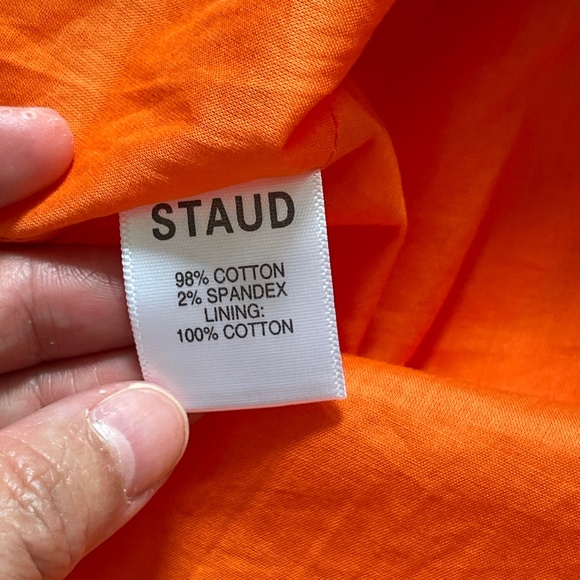 STAUD
98% COTTON
2% SPANDEX
LINING:
100% COTTON